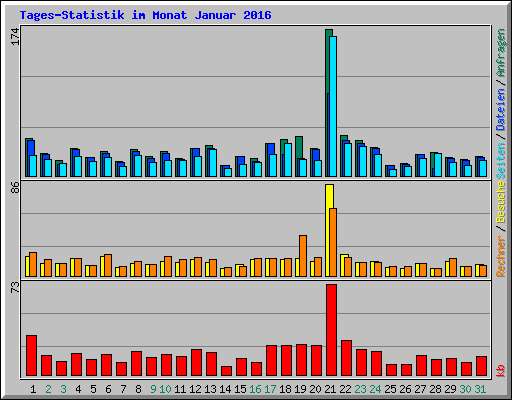 Tages-Statistik im Monat Januar 2016
174
86
73
Rechner / Besuche Seiten / Dateien / Anfragen
kb
1 2 3 4 5 6 7 8 9 10 11 12 13 14 15 16 17 18 19 20 21 22 23 24 25 26 27 28 29 30 31